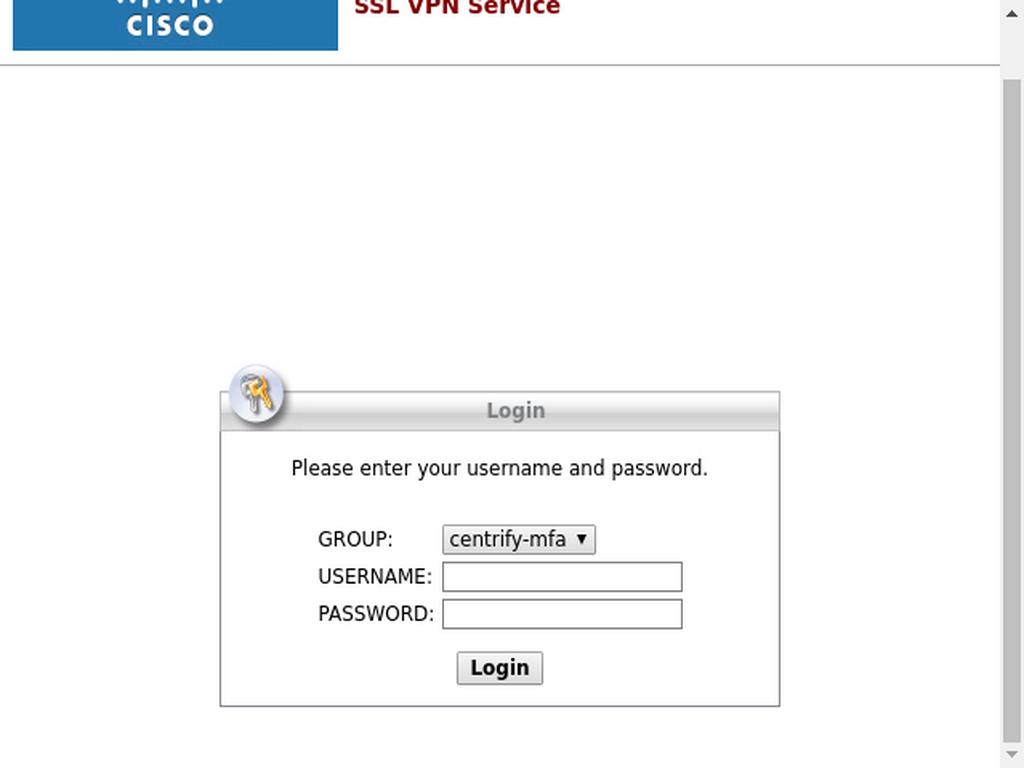 SSL VPN Service
CISCO
Login
Please enter your username and password.
GROUP: centrify-mfa
USERNAME:
PASSWORD:
Login